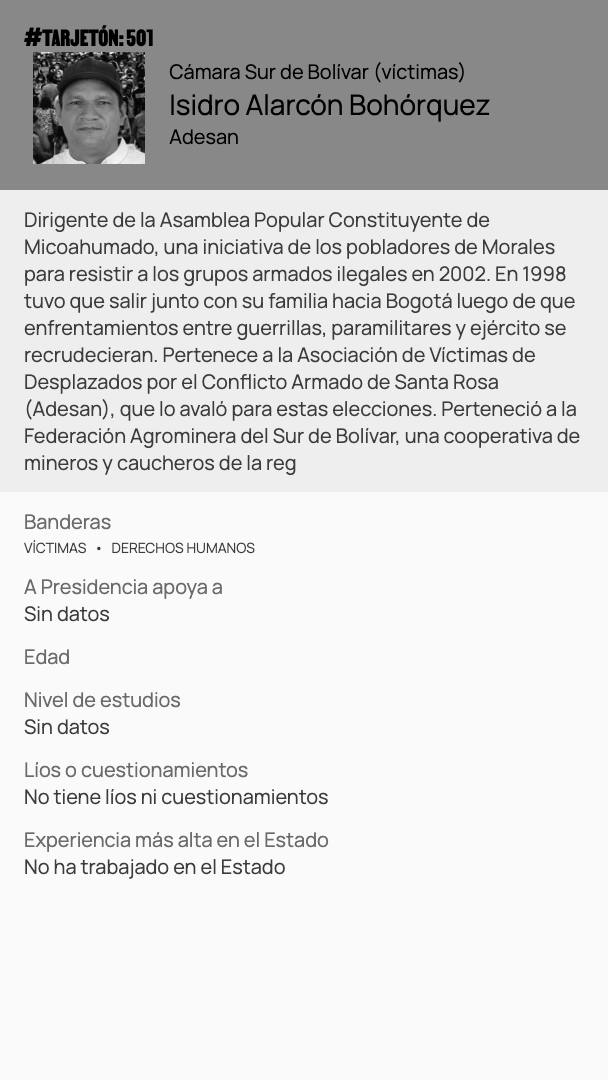 #TARJETÓN: 501
Cámara Sur de Bolívar (víctimas)
Isidro Alarcón Bohórquez
Adesan
Dirigente de la Asamblea Popular Constituyente de
Micoahumado, una iniciativa de los pobladores de Morales
para resistir a los grupos armados ilegales en 2002. En 1998
tuvo que salir junto con su familia hacia Bogotá luego de que
enfrentamientos entre guerrillas, paramilitares y ejército se
recrudecieran. Pertenece a la Asociación de Víctimas de
Desplazados por el Conflicto Armado de Santa Rosa
(Adesan), que lo avaló para estas elecciones. Perteneció a la
Federación Agrominera del Sur de Bolívar, una cooperativa de
mineros y caucheros de la reg
Banderas
VÍCTIMAS • DERECHOS HUMANOS
A Presidencia apoya a
Sin datos
Edad
Nivel de estudios
Sin datos
Líos o cuestionamientos
No tiene líos ni cuestionamientos
Experiencia más alta en el Estado
No ha trabajado en el Estado